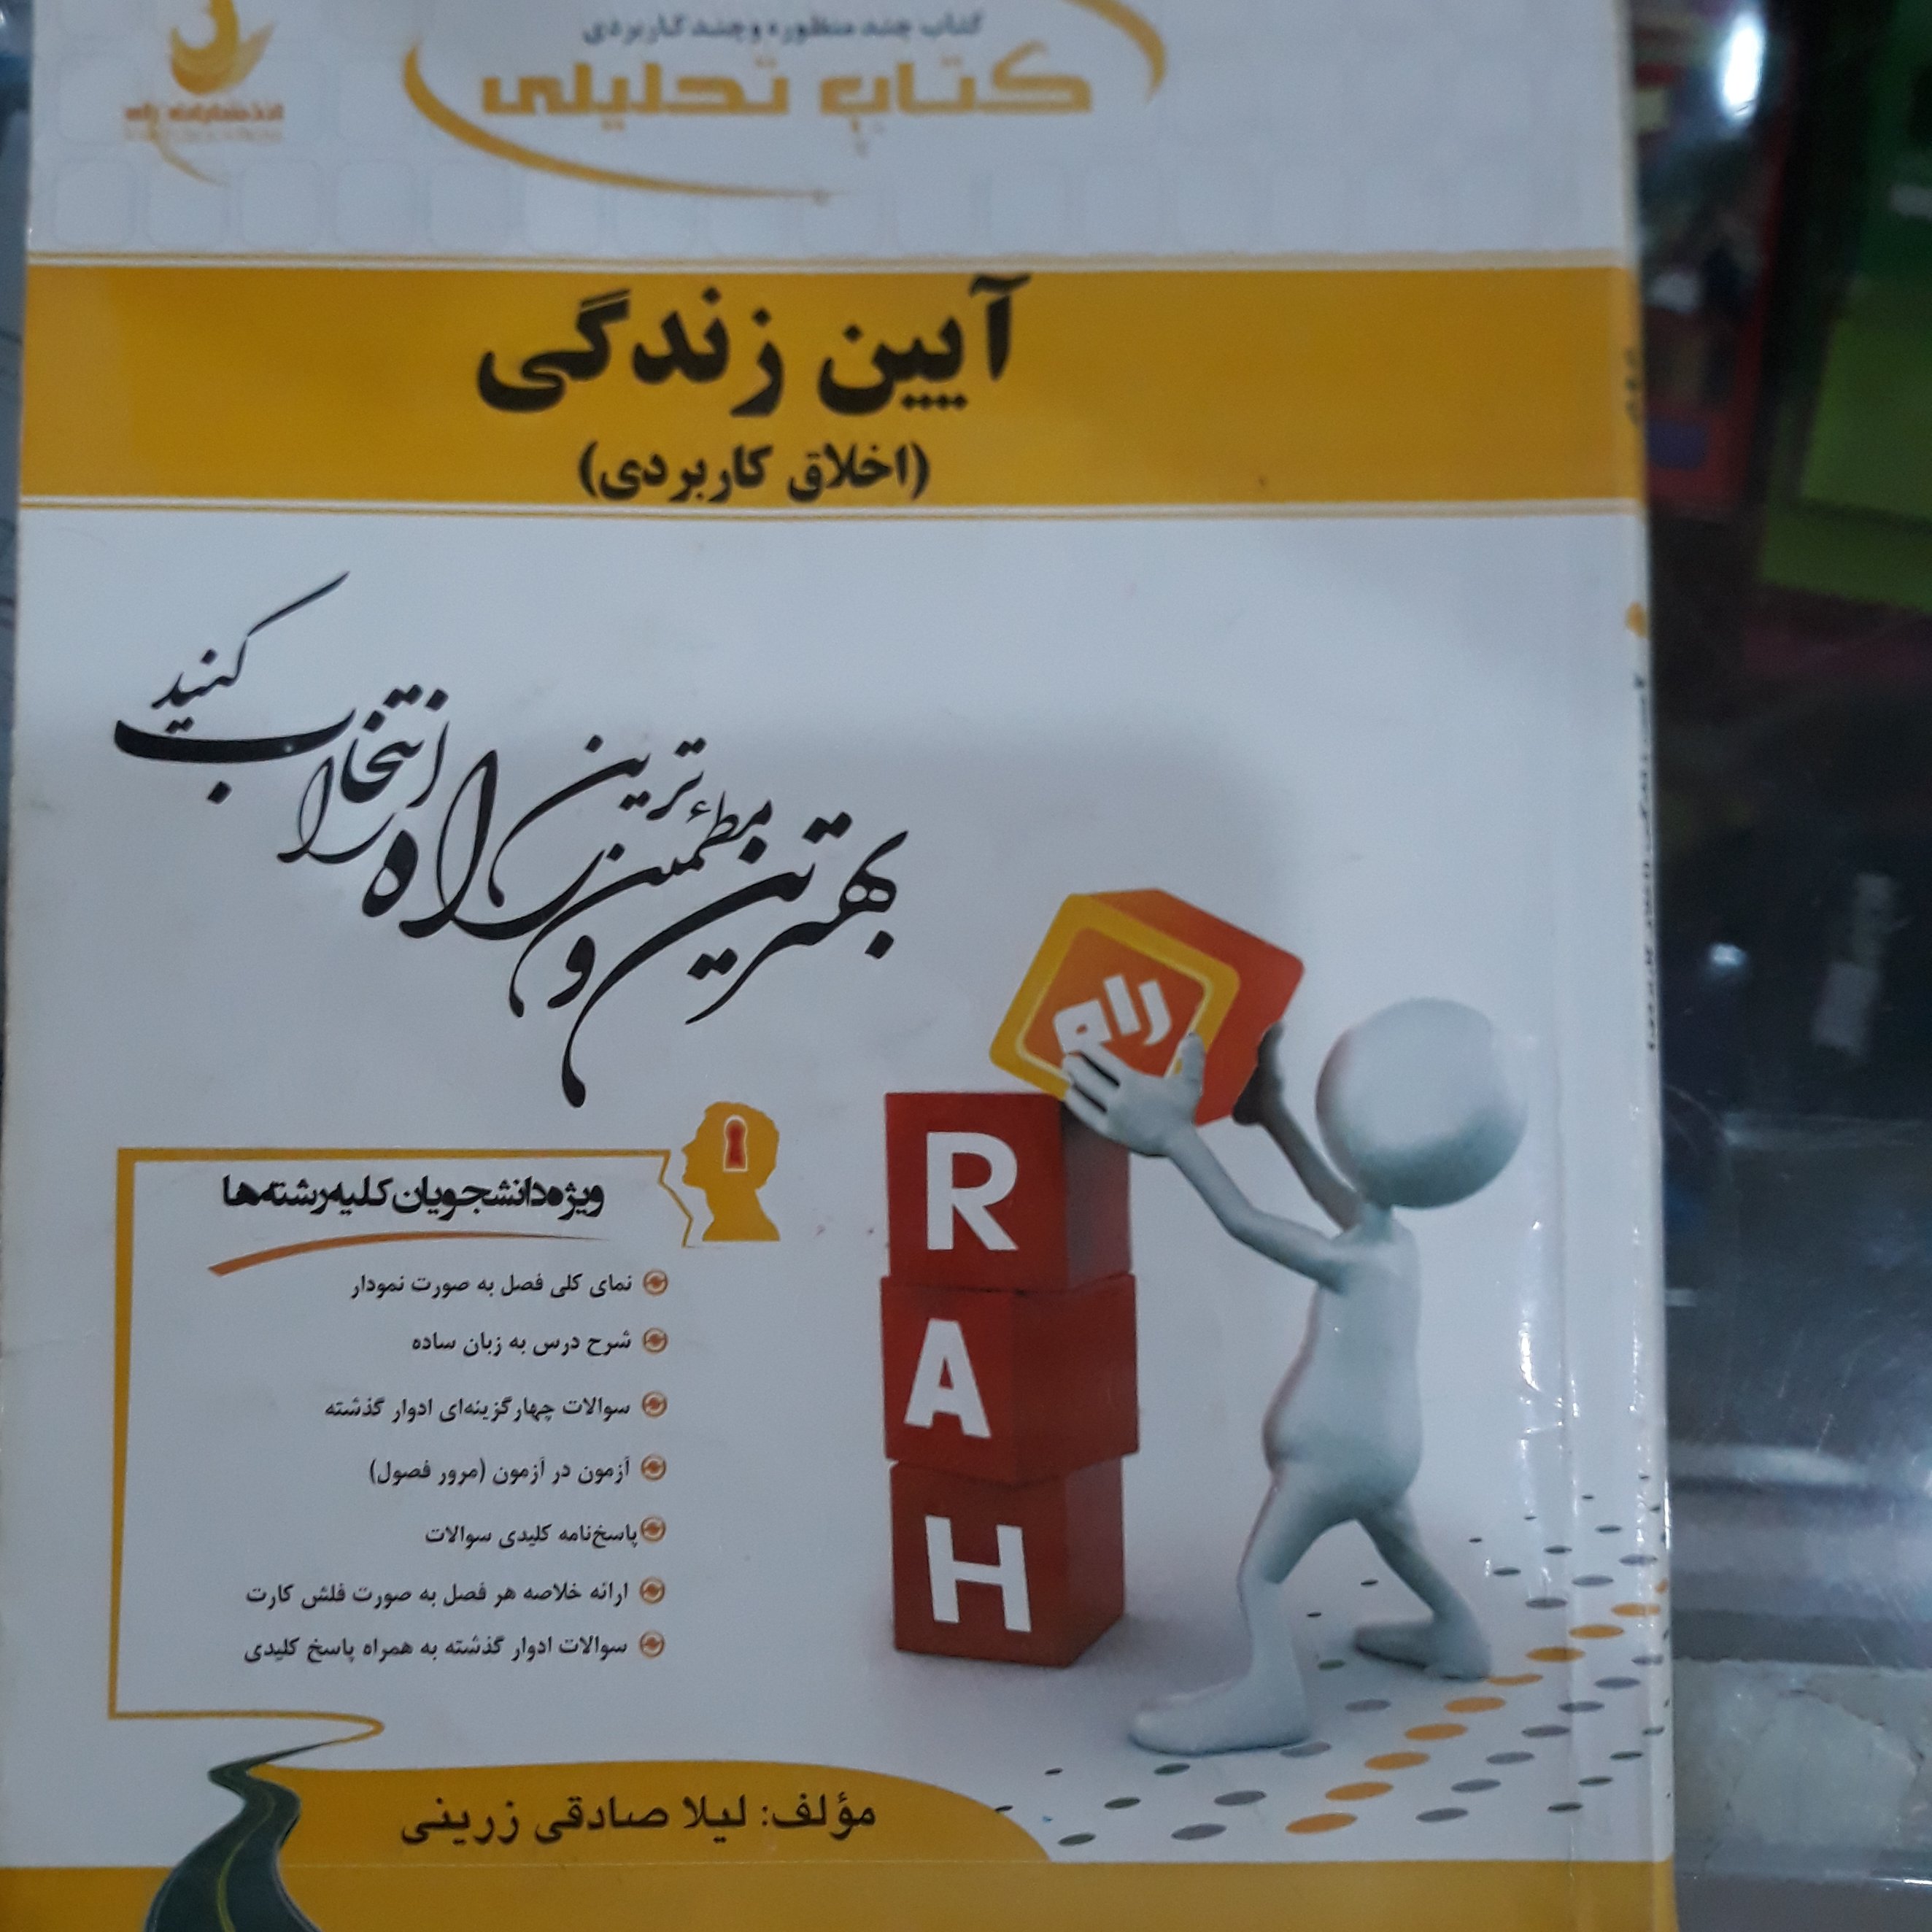 کتاب چند منظوره و چند کاربردی
کتاب تحلیلی
انتشارات راه
آیین زندگی
(اخلاق کاربردی)
بهترین و مطمئن ترین راه را انتخاب کنید
راه
R
A
H
ویژه دانشجویان کلیه رشته‌ها
نمای کلی فصل به صورت نمودار
شرح درس به زبان ساده
سوالات چهارگزینه‌ای ادوار گذشته
آزمون در آزمون (مرور فصول)
پاسخ‌نامه کلیدی سوالات
ارائه خلاصه هر فصل به صورت فلش کارت
سوالات ادوار گذشته به همراه پاسخ کلیدی
مؤلف: لیلا صادقی زرینی